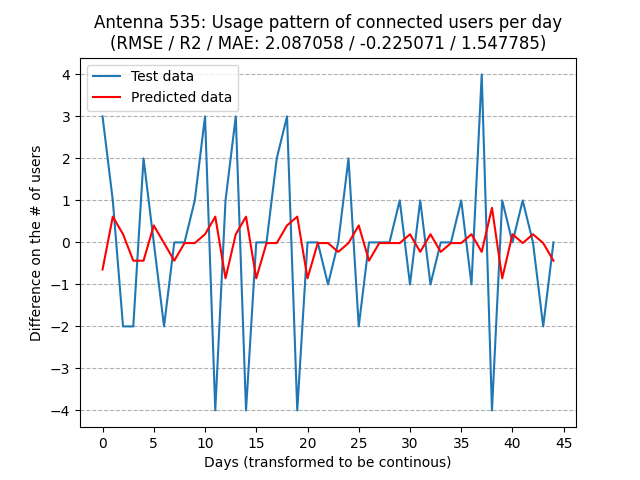 Antenna 535: Usage pattern of connected users per day
(RMSE / R2 / MAE: 2.087058 / -0.225071 / 1.547785)
Test data
Predicted data
Difference on the # of users
4
3
2
1
0
−1
−2
−3
−4
0 5 10 15 20 25 30 35 40 45
Days (transformed to be continous)